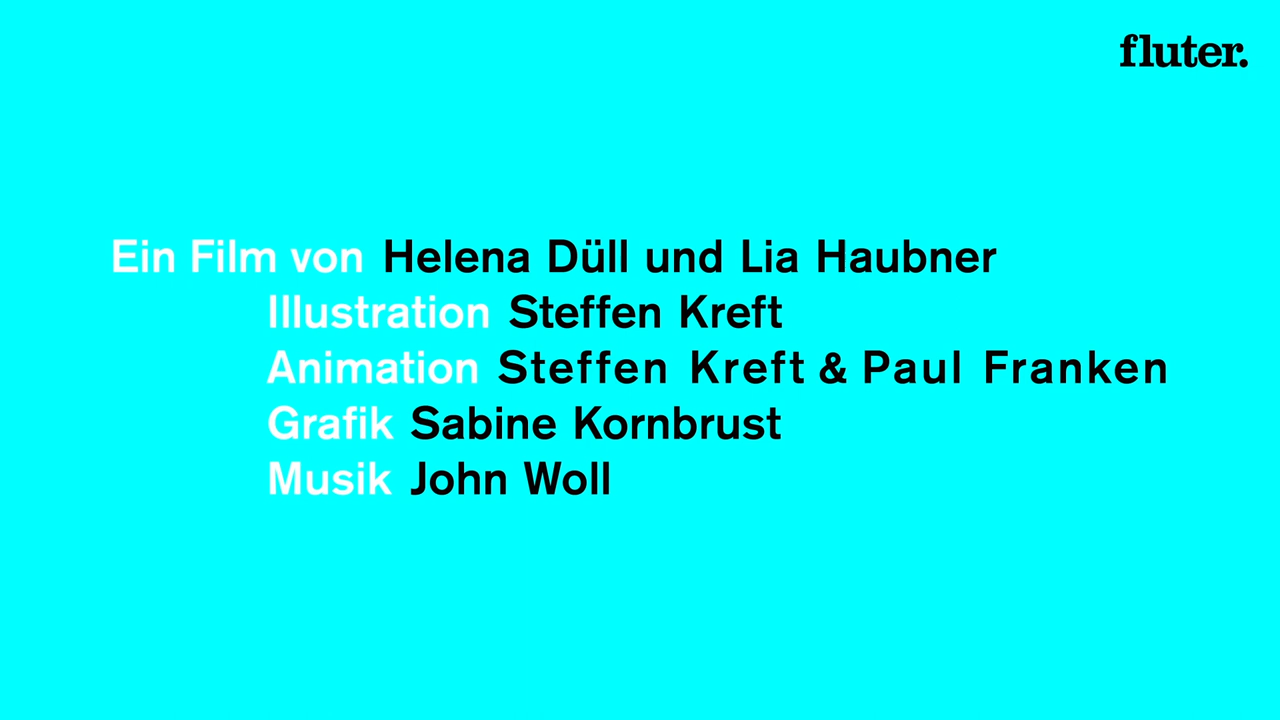 fluter.
Ein Film von Helena Düll und Lia Haubner
Illustration Steffen Kreft
Animation Steffen Kreft & Paul Franken
Grafik Sabine Kornbrust
Musik John Woll